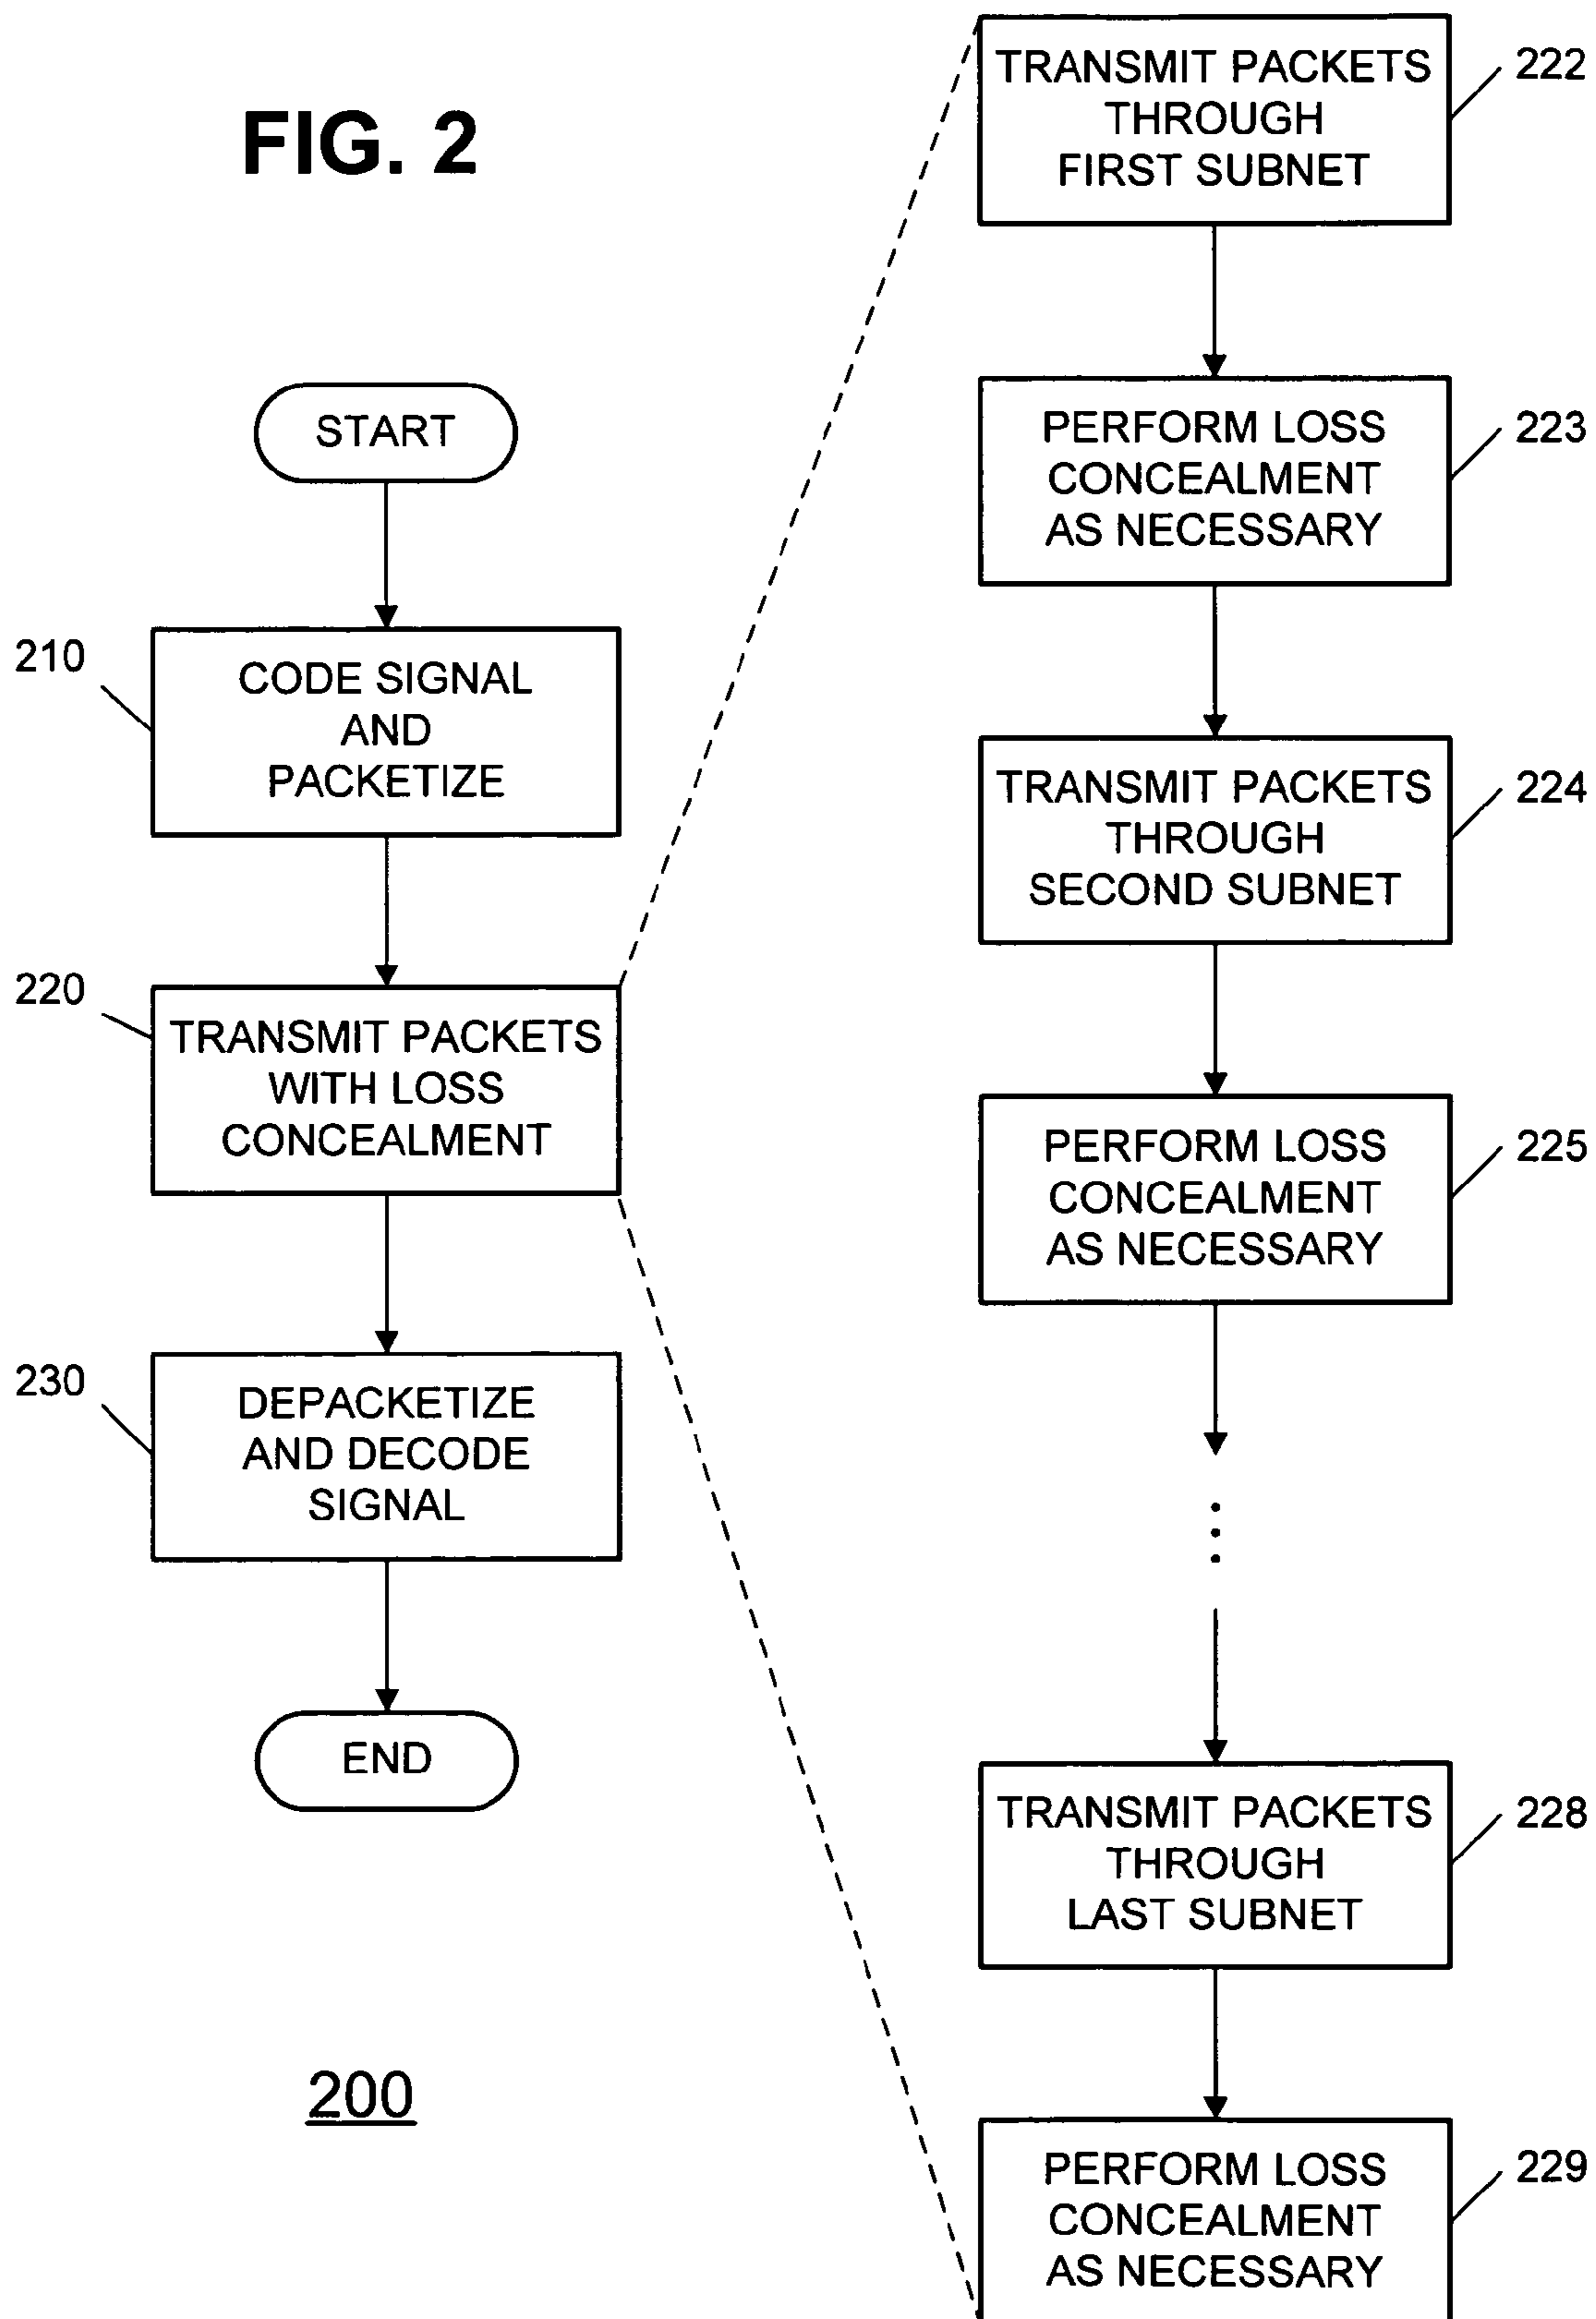 FIG. 2
START
210
CODE SIGNAL
AND
PACKETIZE
220
TRANSMIT PACKETS
WITH LOSS
CONCEALMENT
230
DEPACKETIZE
AND DECODE
SIGNAL
END
200
TRANSMIT PACKETS
THROUGH
FIRST SUBNET
222
PERFORM LOSS
CONCEALMENT
AS NECESSARY
223
TRANSMIT PACKETS
THROUGH
SECOND SUBNET
224
PERFORM LOSS
CONCEALMENT
AS NECESSARY
225
TRANSMIT PACKETS
THROUGH
LAST SUBNET
228
PERFORM LOSS
CONCEALMENT
AS NECESSARY
229